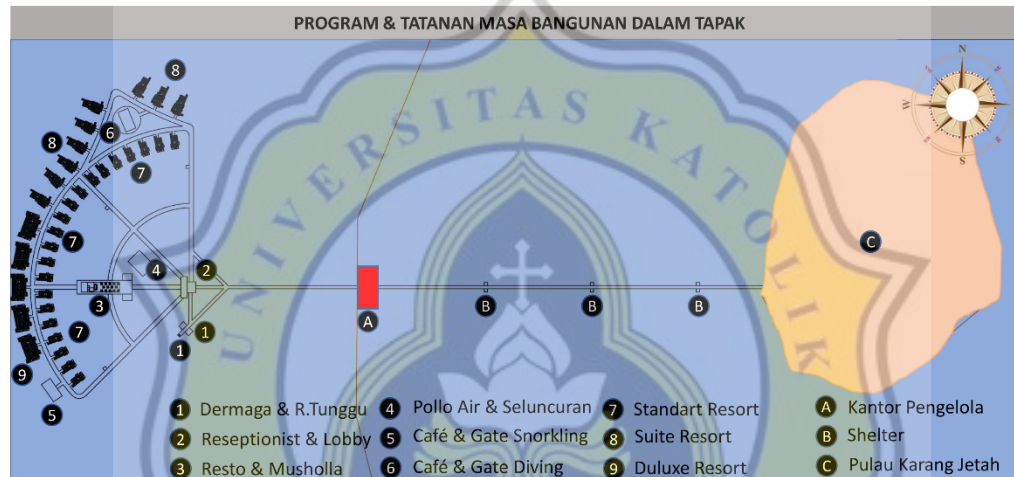 PROGRAM & TATANAN MASA BANGUNAN DALAM TAPAK
UNIVERSITAS KATOLIK
N
W
S
8
6
8
7
7
4
2
3
7
1
1
9
5
A
B
B
B
C
1 Dermaga & R.Tunggu
2 Reseptionist & Lobby
3 Resto & Musholla
4 Pollo Air & Seluncuran
5 Café & Gate Snorkling
6 Café & Gate Diving
7 Standart Resort
8 Suite Resort
9 Duluxe Resort
A Kantor Pengelola
B Shelter
C Pulau Karang Jetah